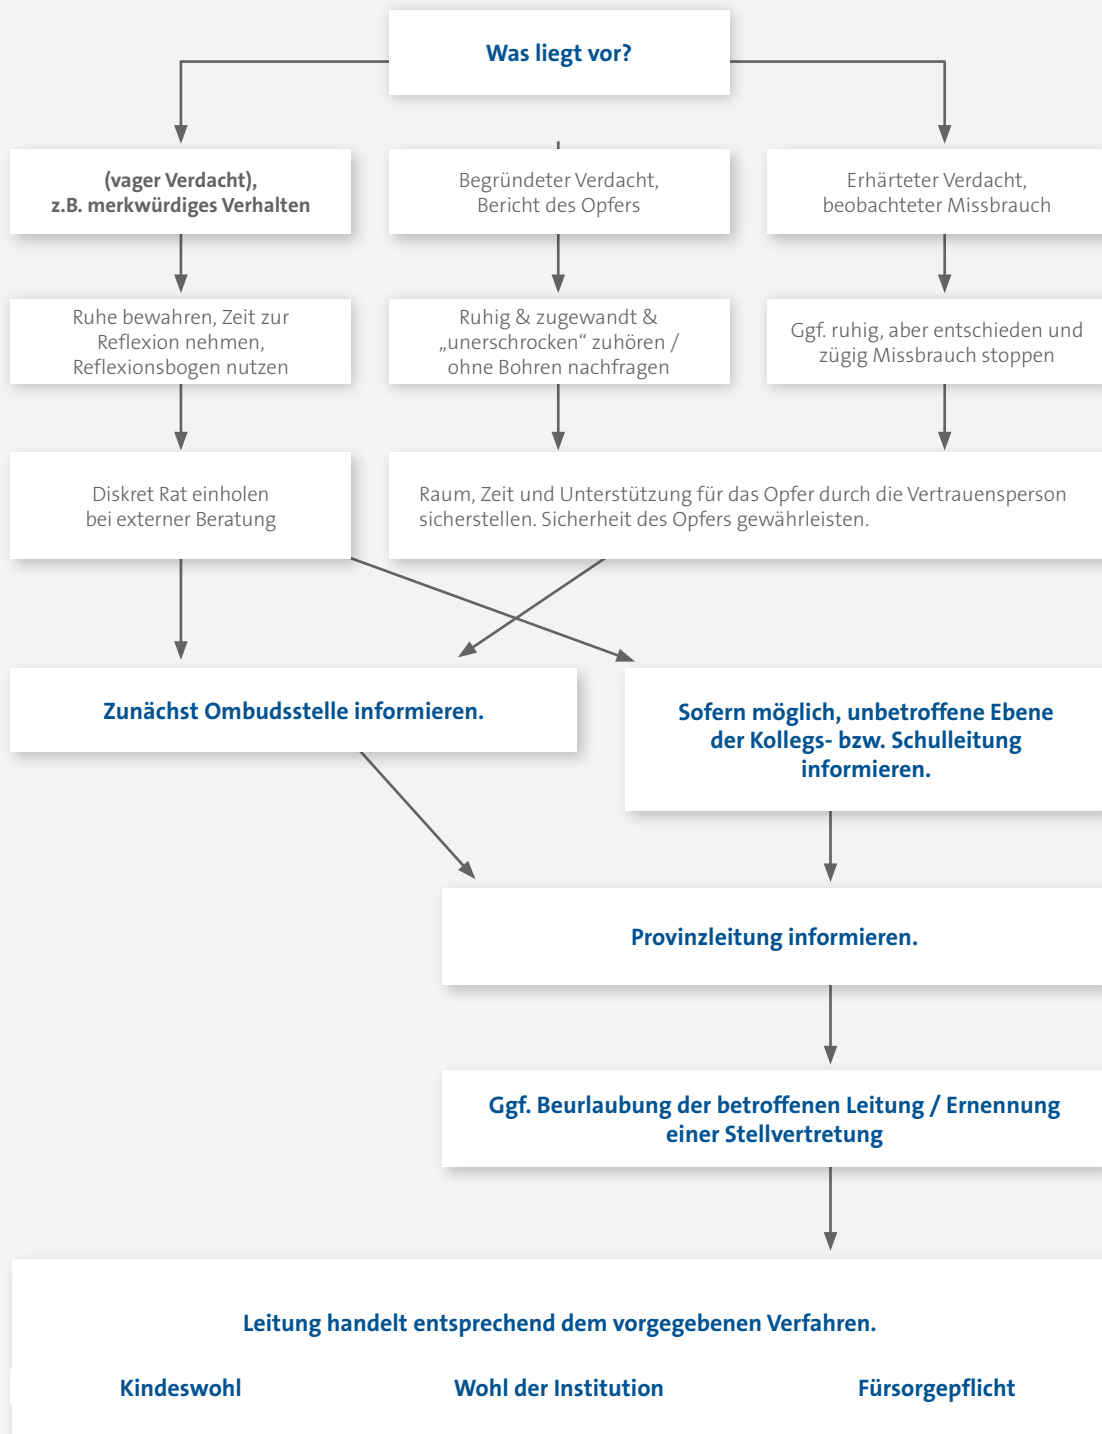 Was liegt vor?
(vager Verdacht),
z.B. merkwürdiges Verhalten
Begründeter Verdacht,
Bericht des Opfers
Erhärteter Verdacht,
beobachteter Missbrauch
Ruhe bewahren, Zeit zur
Reflexion nehmen,
Reflexionsbogen nutzen
Ruhig & zugewandt &
„unerschrocken“ zuhören /
ohne Bohren nachfragen
Ggf. ruhig, aber entschieden und
zügig Missbrauch stoppen
Diskret Rat einholen
bei externer Beratung
Raum, Zeit und Unterstützung für das Opfer durch die Vertrauensperson
sicherstellen. Sicherheit des Opfers gewährleisten.
Zunächst Ombudsstelle informieren.
Sofern möglich, unbetroffene Ebene
der Kollegs- bzw. Schulleitung
informieren.
Provinzleitung informieren.
Ggf. Beurlaubung der betroffenen Leitung / Ernennung
einer Stellvertretung
Leitung handelt entsprechend dem vorgegebenen Verfahren.
Kindeswohl
Wohl der Institution
Fürsorgepflicht